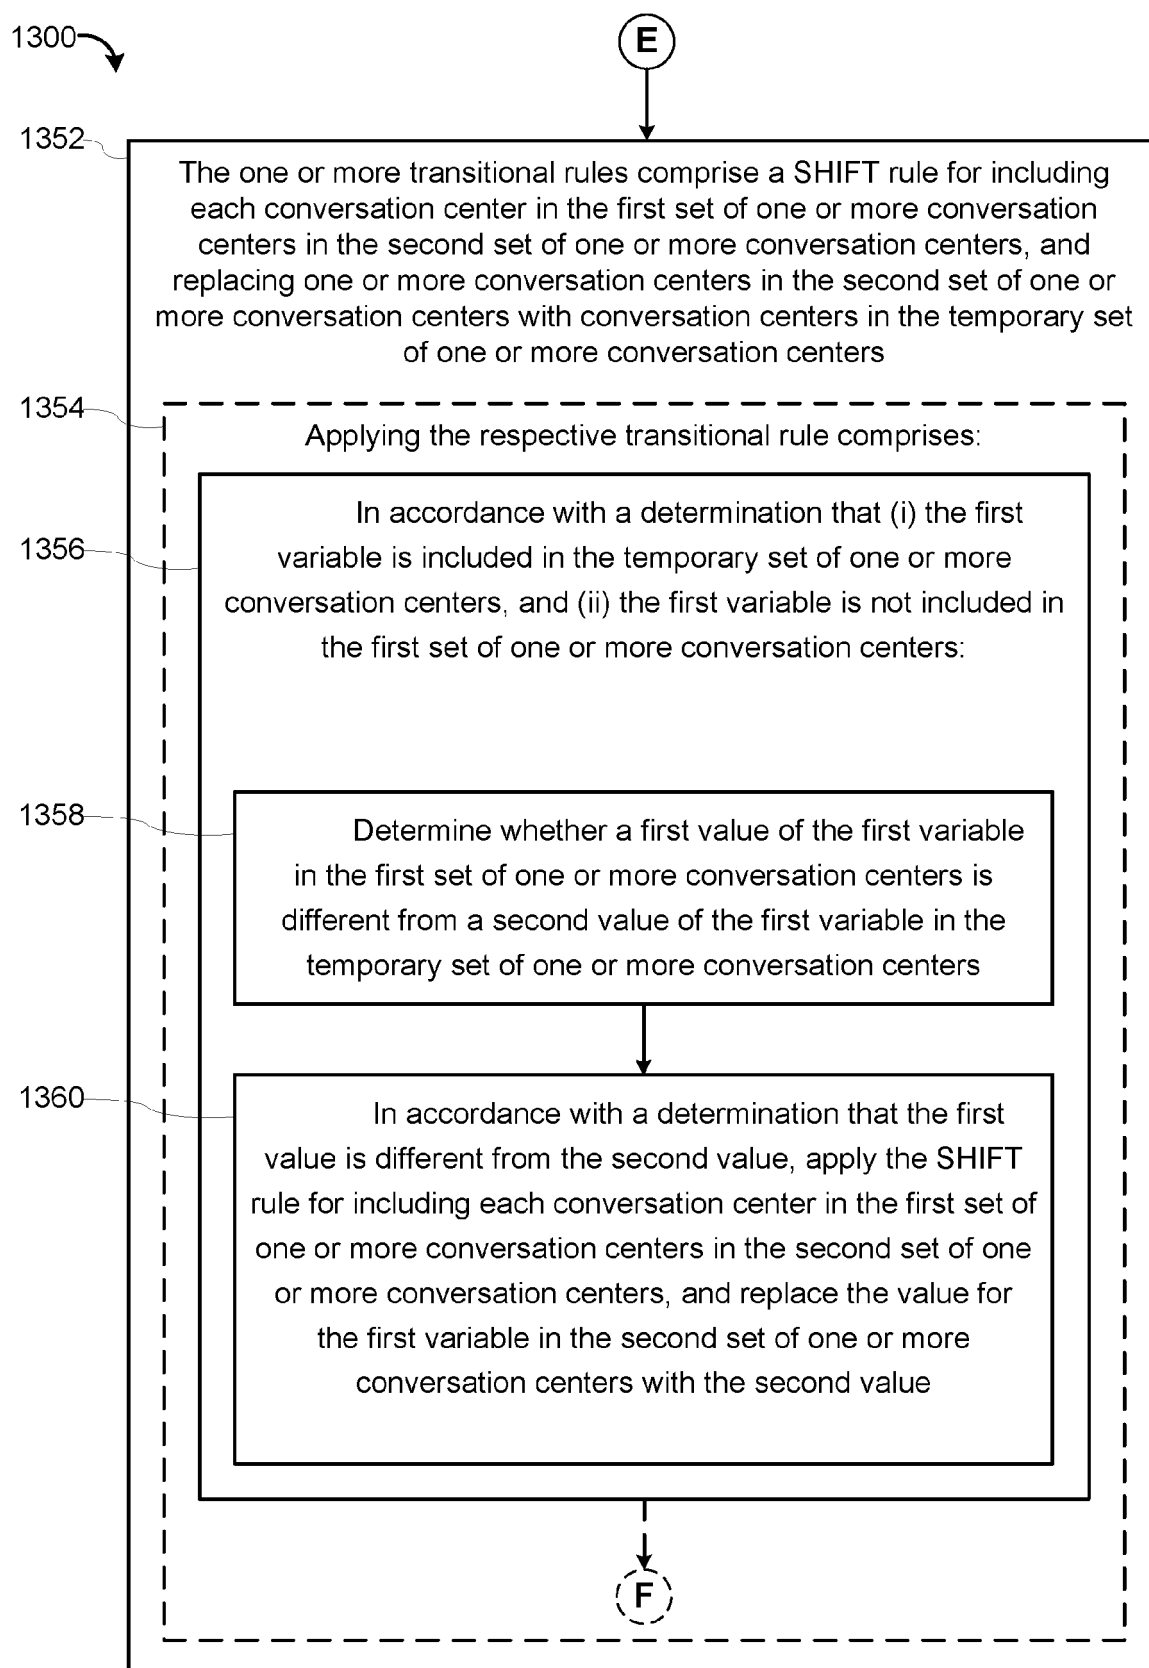 1300
E
1352
The one or more transitional rules comprise a SHIFT rule for including
each conversation center in the first set of one or more conversation
centers in the second set of one or more conversation centers, and
replacing one or more conversation centers in the second set of one or
more conversation centers with conversation centers in the temporary set
of one or more conversation centers
1354
Applying the respective transitional rule comprises:
1356
In accordance with a determination that (i) the first
variable is included in the temporary set of one or more
conversation centers, and (ii) the first variable is not included in
the first set of one or more conversation centers:
1358
Determine whether a first value of the first variable
in the first set of one or more conversation centers is
different from a second value of the first variable in the
temporary set of one or more conversation centers
1360
In accordance with a determination that the first
value is different from the second value, apply the SHIFT
rule for including each conversation center in the first set of
one or more conversation centers in the second set of one
or more conversation centers, and replace the value for
the first variable in the second set of one or more
conversation centers with the second value
F